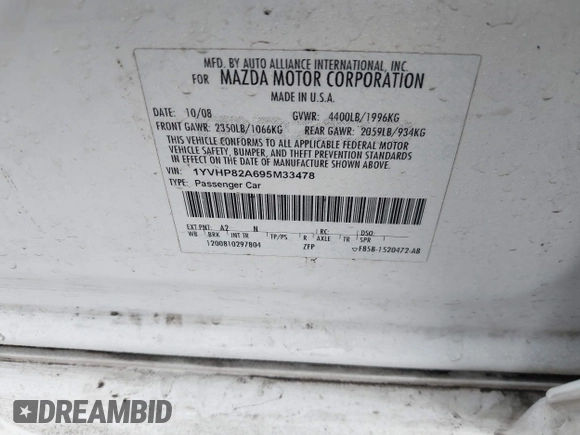 MFD. BY AUTO ALLIANCE INTERNATIONAL, INC.
FOR MAZDA MOTOR CORPORATION
MADE IN U.S.A.
DATE: 10/08 GVWR: 4400LB/1996KG
FRONT GAWR: 2350LB/1066KG REAR GAWR: 2059LB/934KG
THIS VEHICLE CONFORMS TO ALL APPLICABLE FEDERAL MOTOR
VEHICLE SAFETY, BUMPER, AND THEFT PREVENTION STANDARDS
IN EFFECT ON THE DATE OF MANUFACTURE SHOWN ABOVE.
VIN: 1YVHP82A695M33478
TYPE: Passenger Car
EXT PNT: A2 N RC: DSO:
WB BRK INT TR TP/PS R AXLE TR SPR
1200810297804 ZFP F85B-1520472-AB
DREAMBID